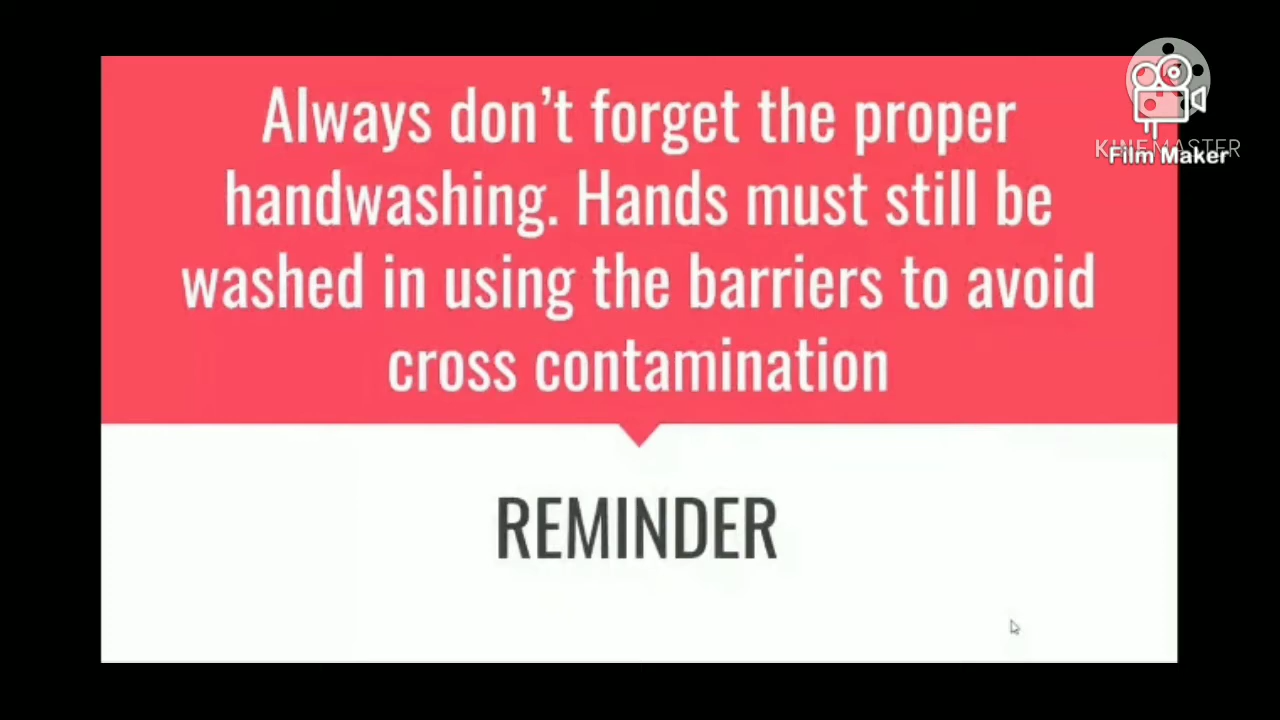 Always don’t forget the proper
handwashing. Hands must still be
washed in using the barriers to avoid
cross contamination
REMINDER
KINEMASTER
Film Maker